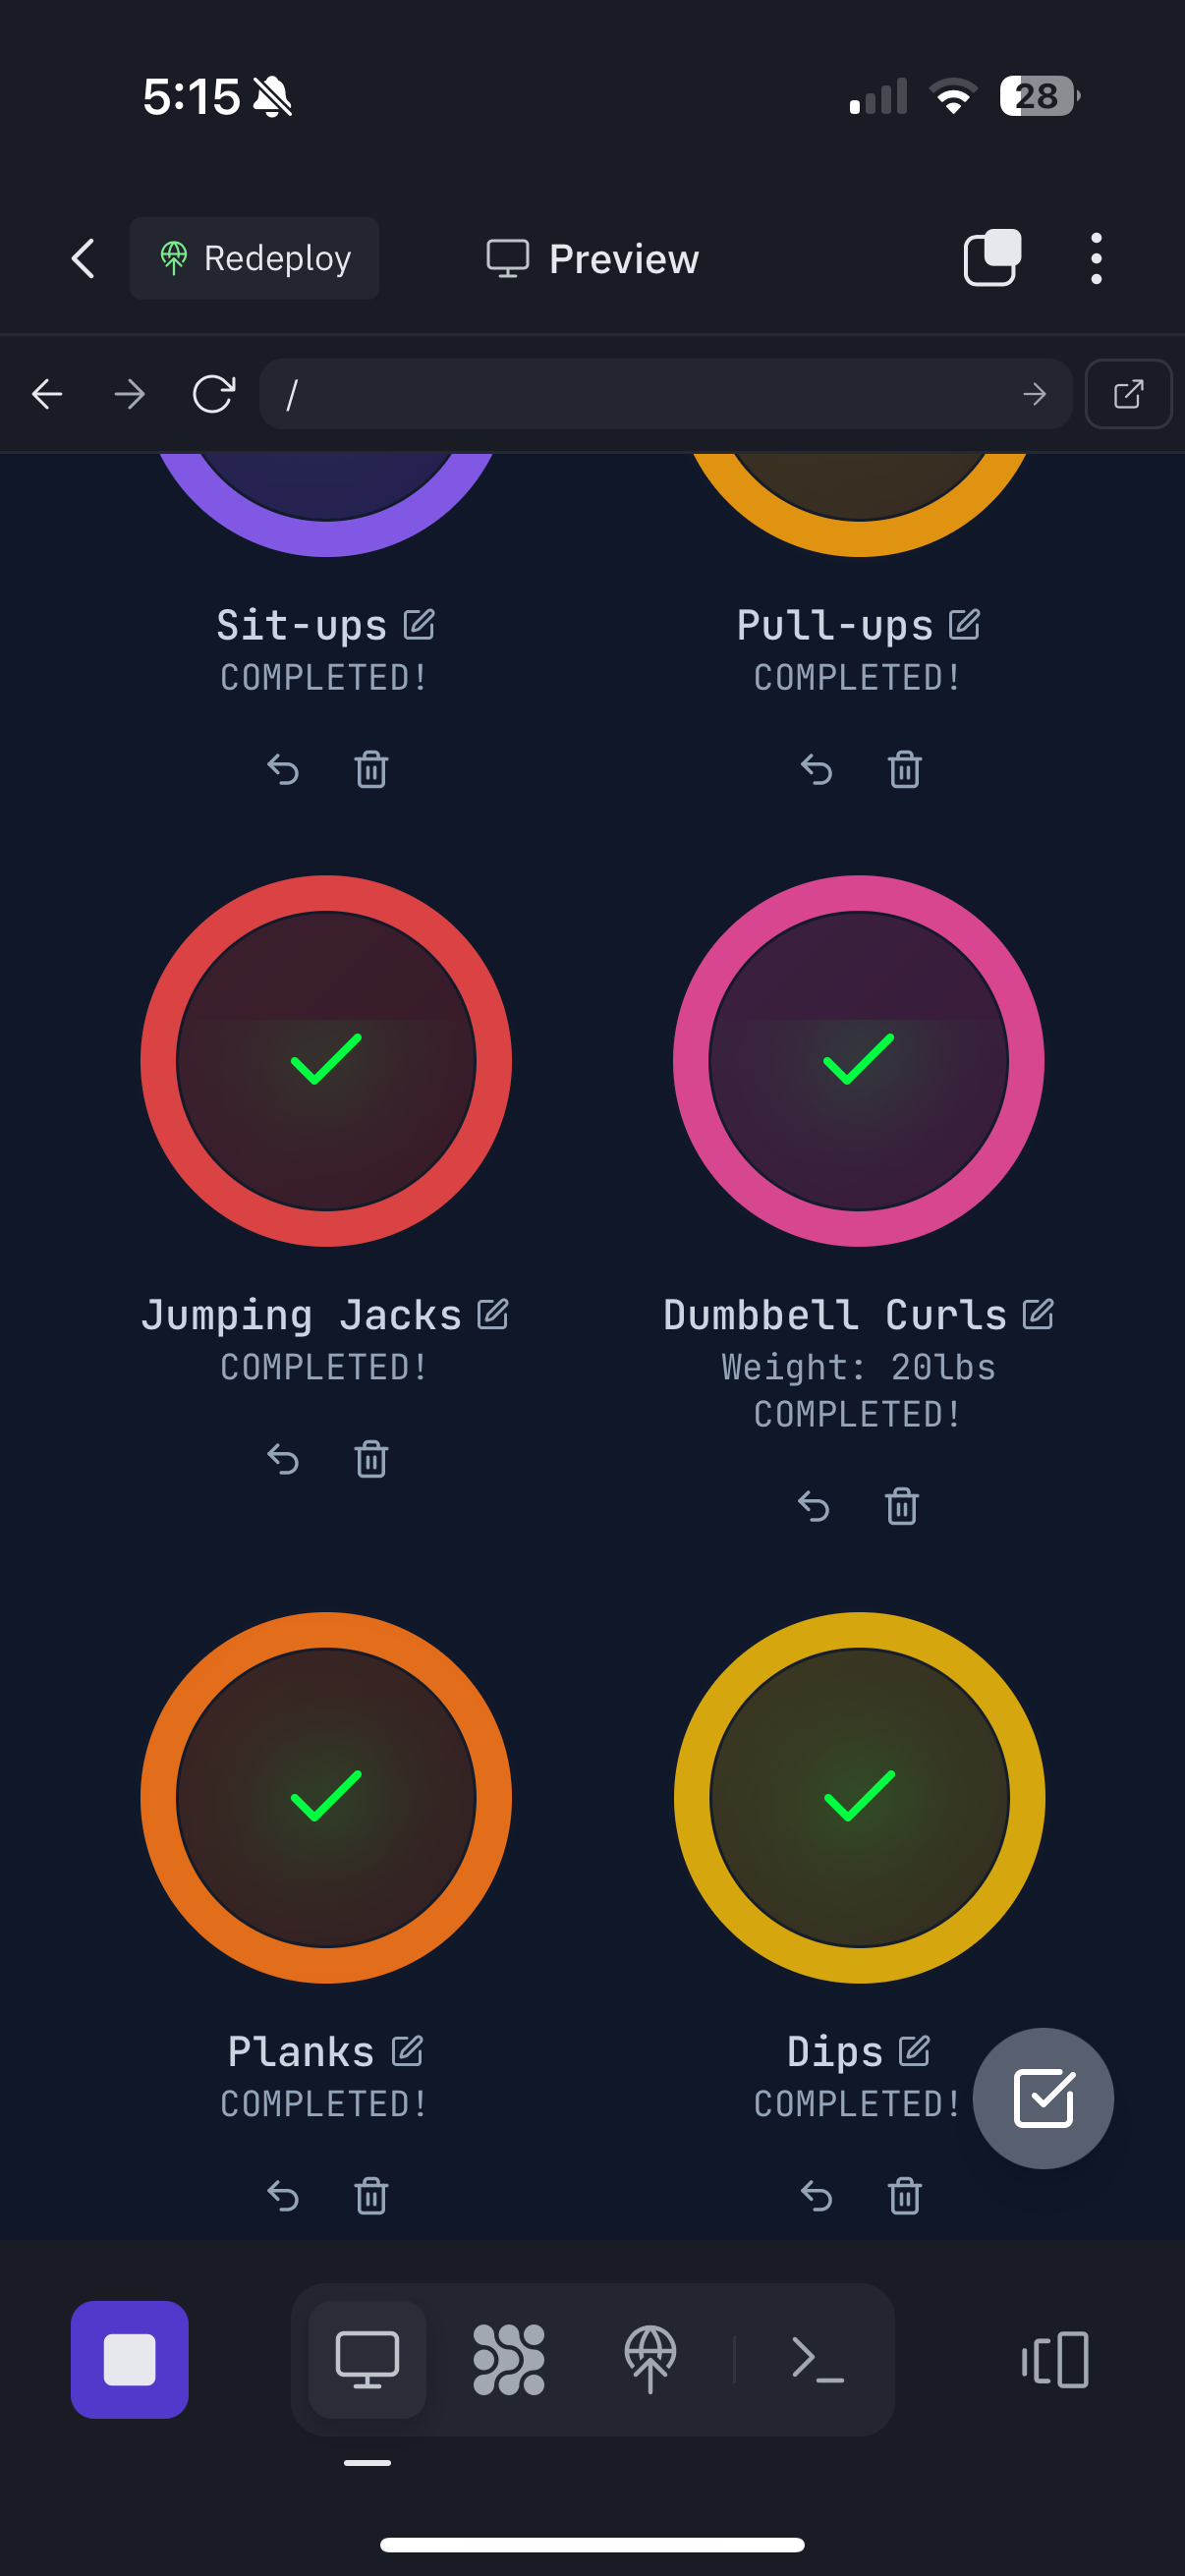 5:15
28
Redeploy
Preview
/
Sit-ups
COMPLETED!
Pull-ups
COMPLETED!
Jumping Jacks
COMPLETED!
Dumbbell Curls
Weight: 20lbs
COMPLETED!
Planks
COMPLETED!
Dips
COMPLETED!